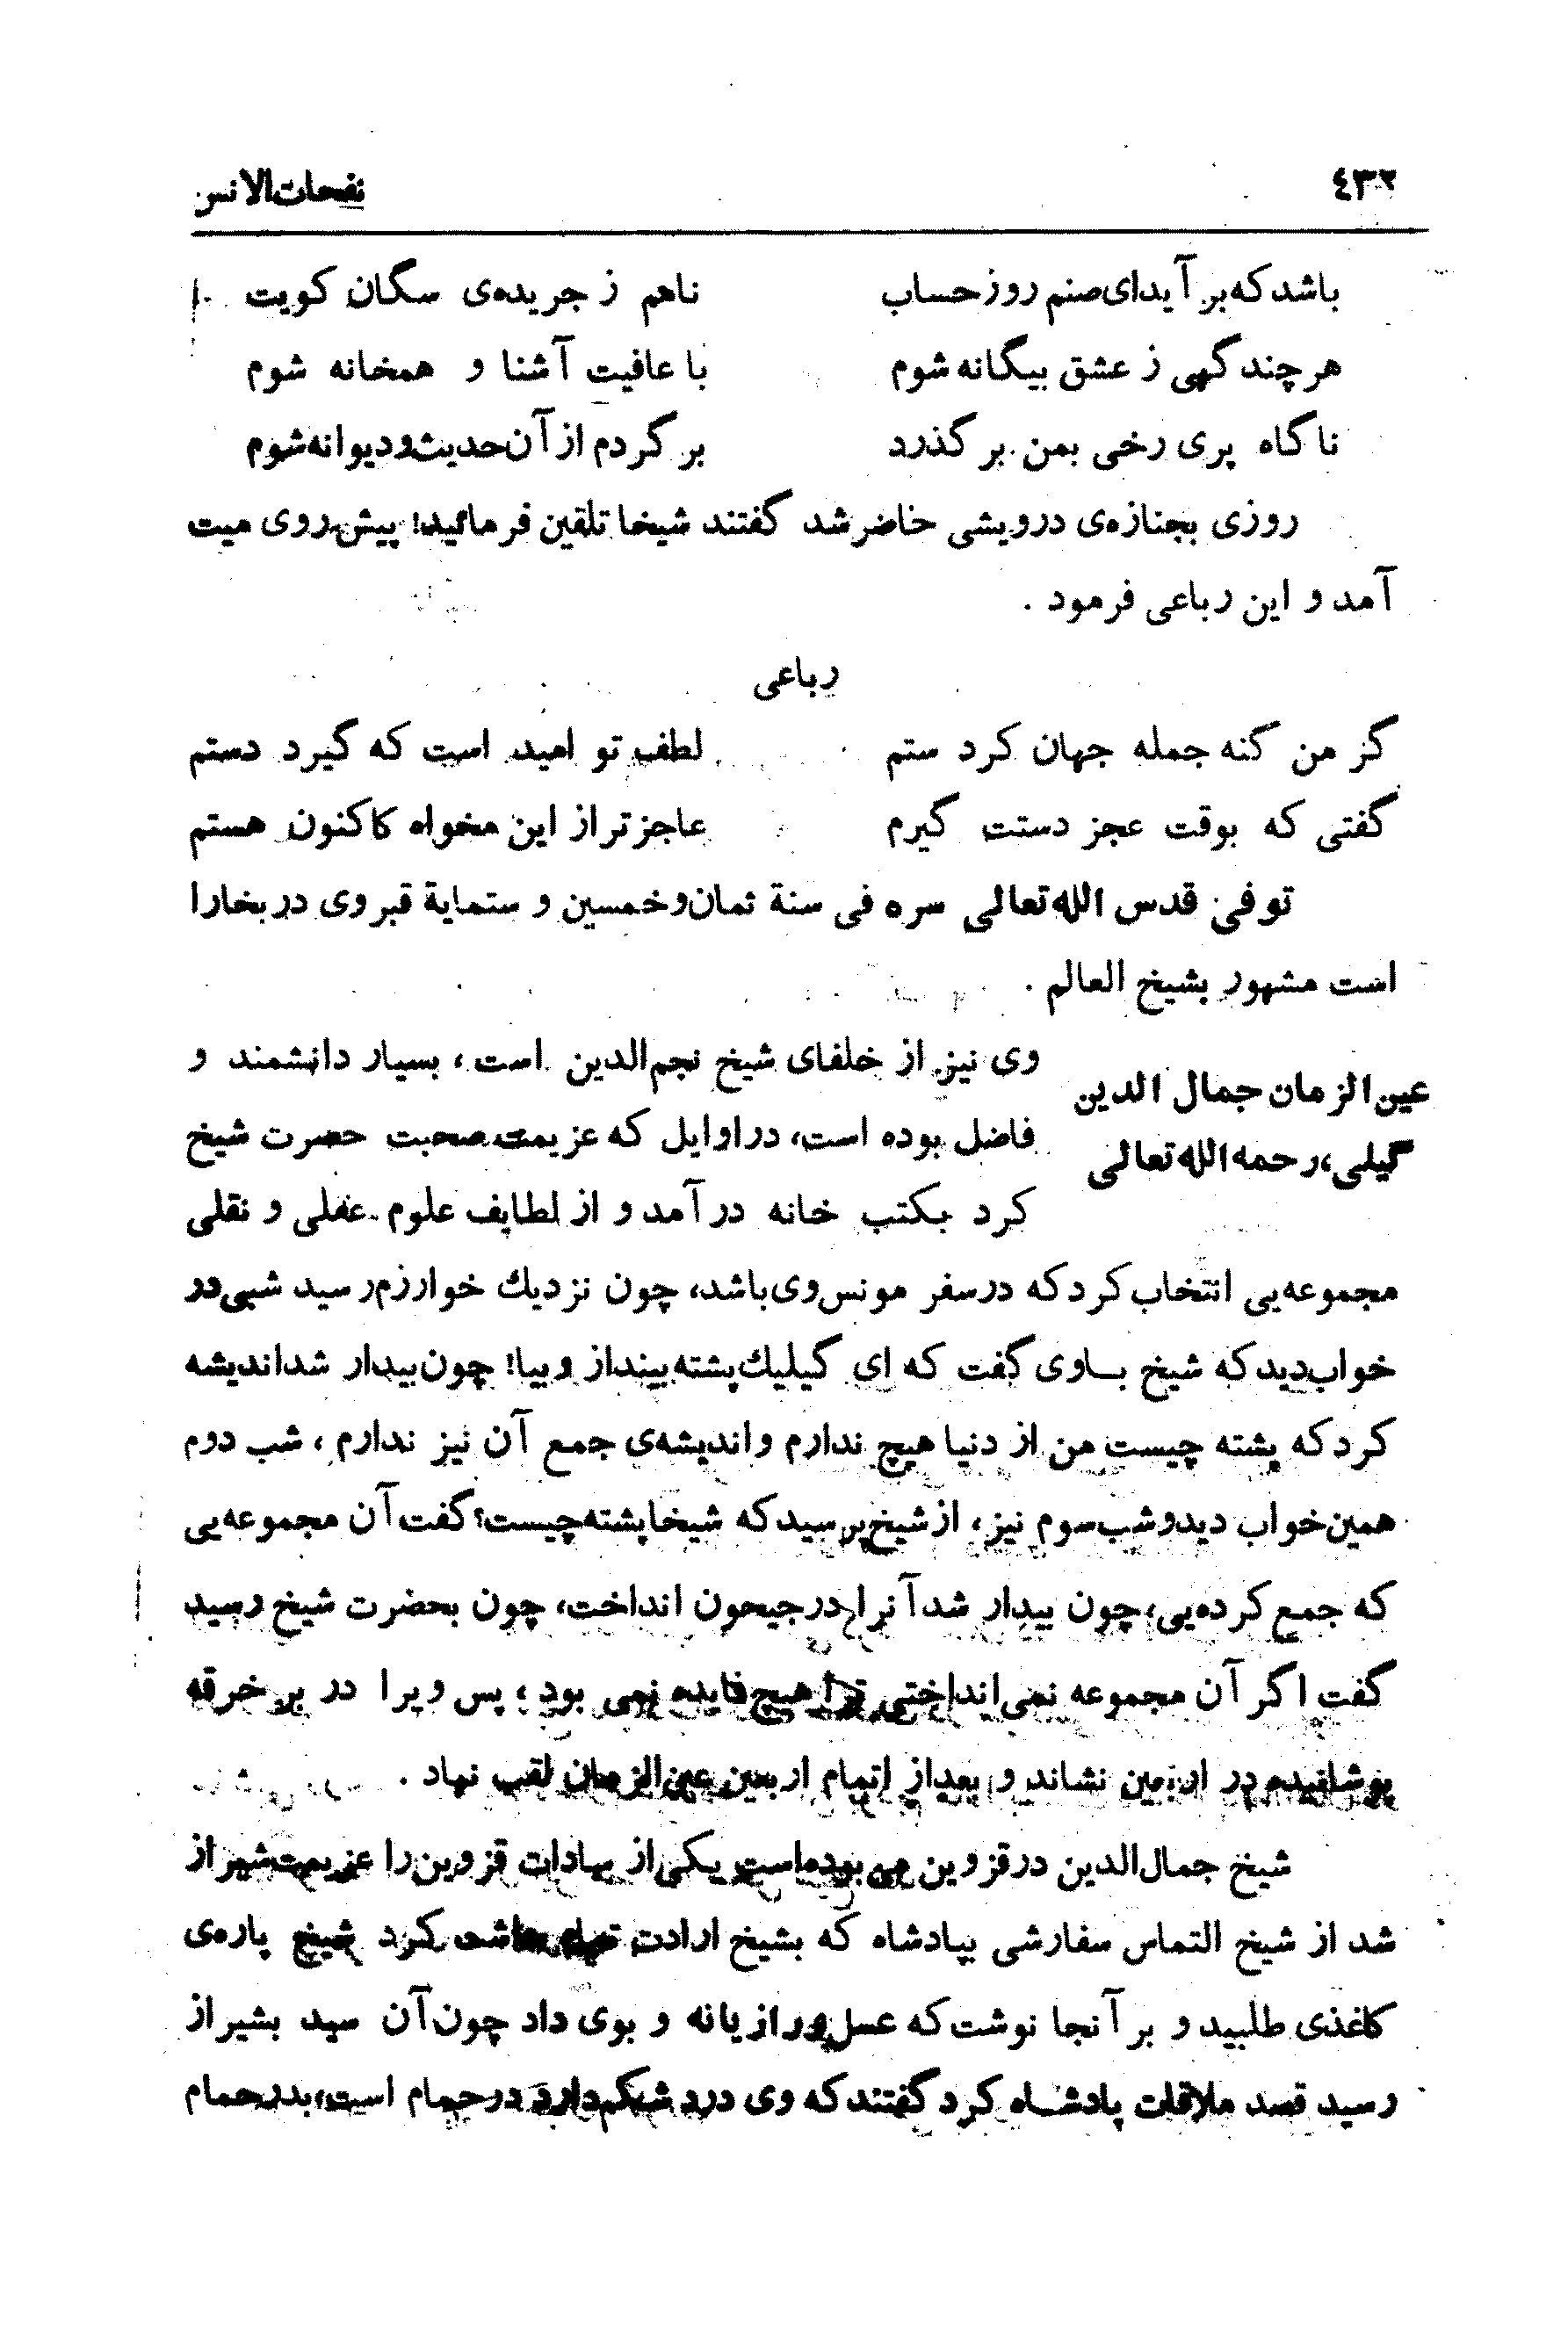 ٤٣٢ نفحات‌الانس
باشد که بر آید ای صنم روز حساب ناهم ز جریده‌ی سگان کویت
هر چند گهی ز عشق بیگانه شوم با عافیت آشنا و همخانه شوم
ناگاه پری رخی بمن بر گذرد بر گردم از آن حدیث و دیوانه شوم
روزی بجنازه‌ی درویشی حاضر شد گفتند شیخا تلقین فرمائید! پیش روی میت
آمد و این رباعی فرمود .
رباعی
گر من گنه جمله جهان کرد ستم لطف تو امید است که گیرد دستم
گفتی که بوقت عجز دستت گیرم عاجز تر از این مخواه کاکنون هستم
توفی قدس الله تعالی سره فی سنة ثمان و خمسین و ستمایة قبر وی در بخارا
است مشهور بشیخ العالم .
عین الزمان جمال الدین
گیلی، رحمه الله تعالی
وی نیز از خلفای شیخ نجم‌الدین است ، بسیار دانشمند و
فاضل بوده است، در اوایل که عزیمت صحبت حضرت شیخ
کرد بکتب خانه در آمد و از لطایف علوم عقلی و نقلی
مجموعه‌یی انتخاب کرد که در سفر مونس وی باشد، چون نزدیك خوارزم رسید شبی در
خواب دید که شیخ باوی گفت که ای گیلیك پشته بینداز و بیا! چون بیدار شد اندیشه
کرد که پشته چیست من از دنیا هیچ ندارم و اندیشه‌ی جمع آن نیز ندارم ، شب دوم
همین خواب دید و شب سوم نیز، از شیخ پرسید که شیخا پشته چیست؟ گفت آن مجموعه‌یی
که جمع کرده‌یی، چون بیدار شد آنرا در جیحون انداخت، چون بحضرت شیخ رسید
گفت اگر آن مجموعه نمی‌انداختی ترا هیچ فایده نمی بود ؛ پس ویرا در بر خرقه
پوشانیده در اربعین نشاند و بعد از اتمام اربعین عین‌الزمان لقب نهاد .
شیخ جمال‌الدین در قزوین می بوده است یکی از سادات قزوین را عزیمت شیراز
شد از شیخ التماس سفارشی بپادشاه که بشیخ ارادت تمام داشت کرد شیخ پاره‌ی
کاغذی طلبید و بر آنجا نوشت که عسل و رازیانه و بوی داد چون آن سید بشیراز
رسید قصد ملاقات پادشاه کرد گفتند که وی درد شکم دارد در حمام است، بدر حمام